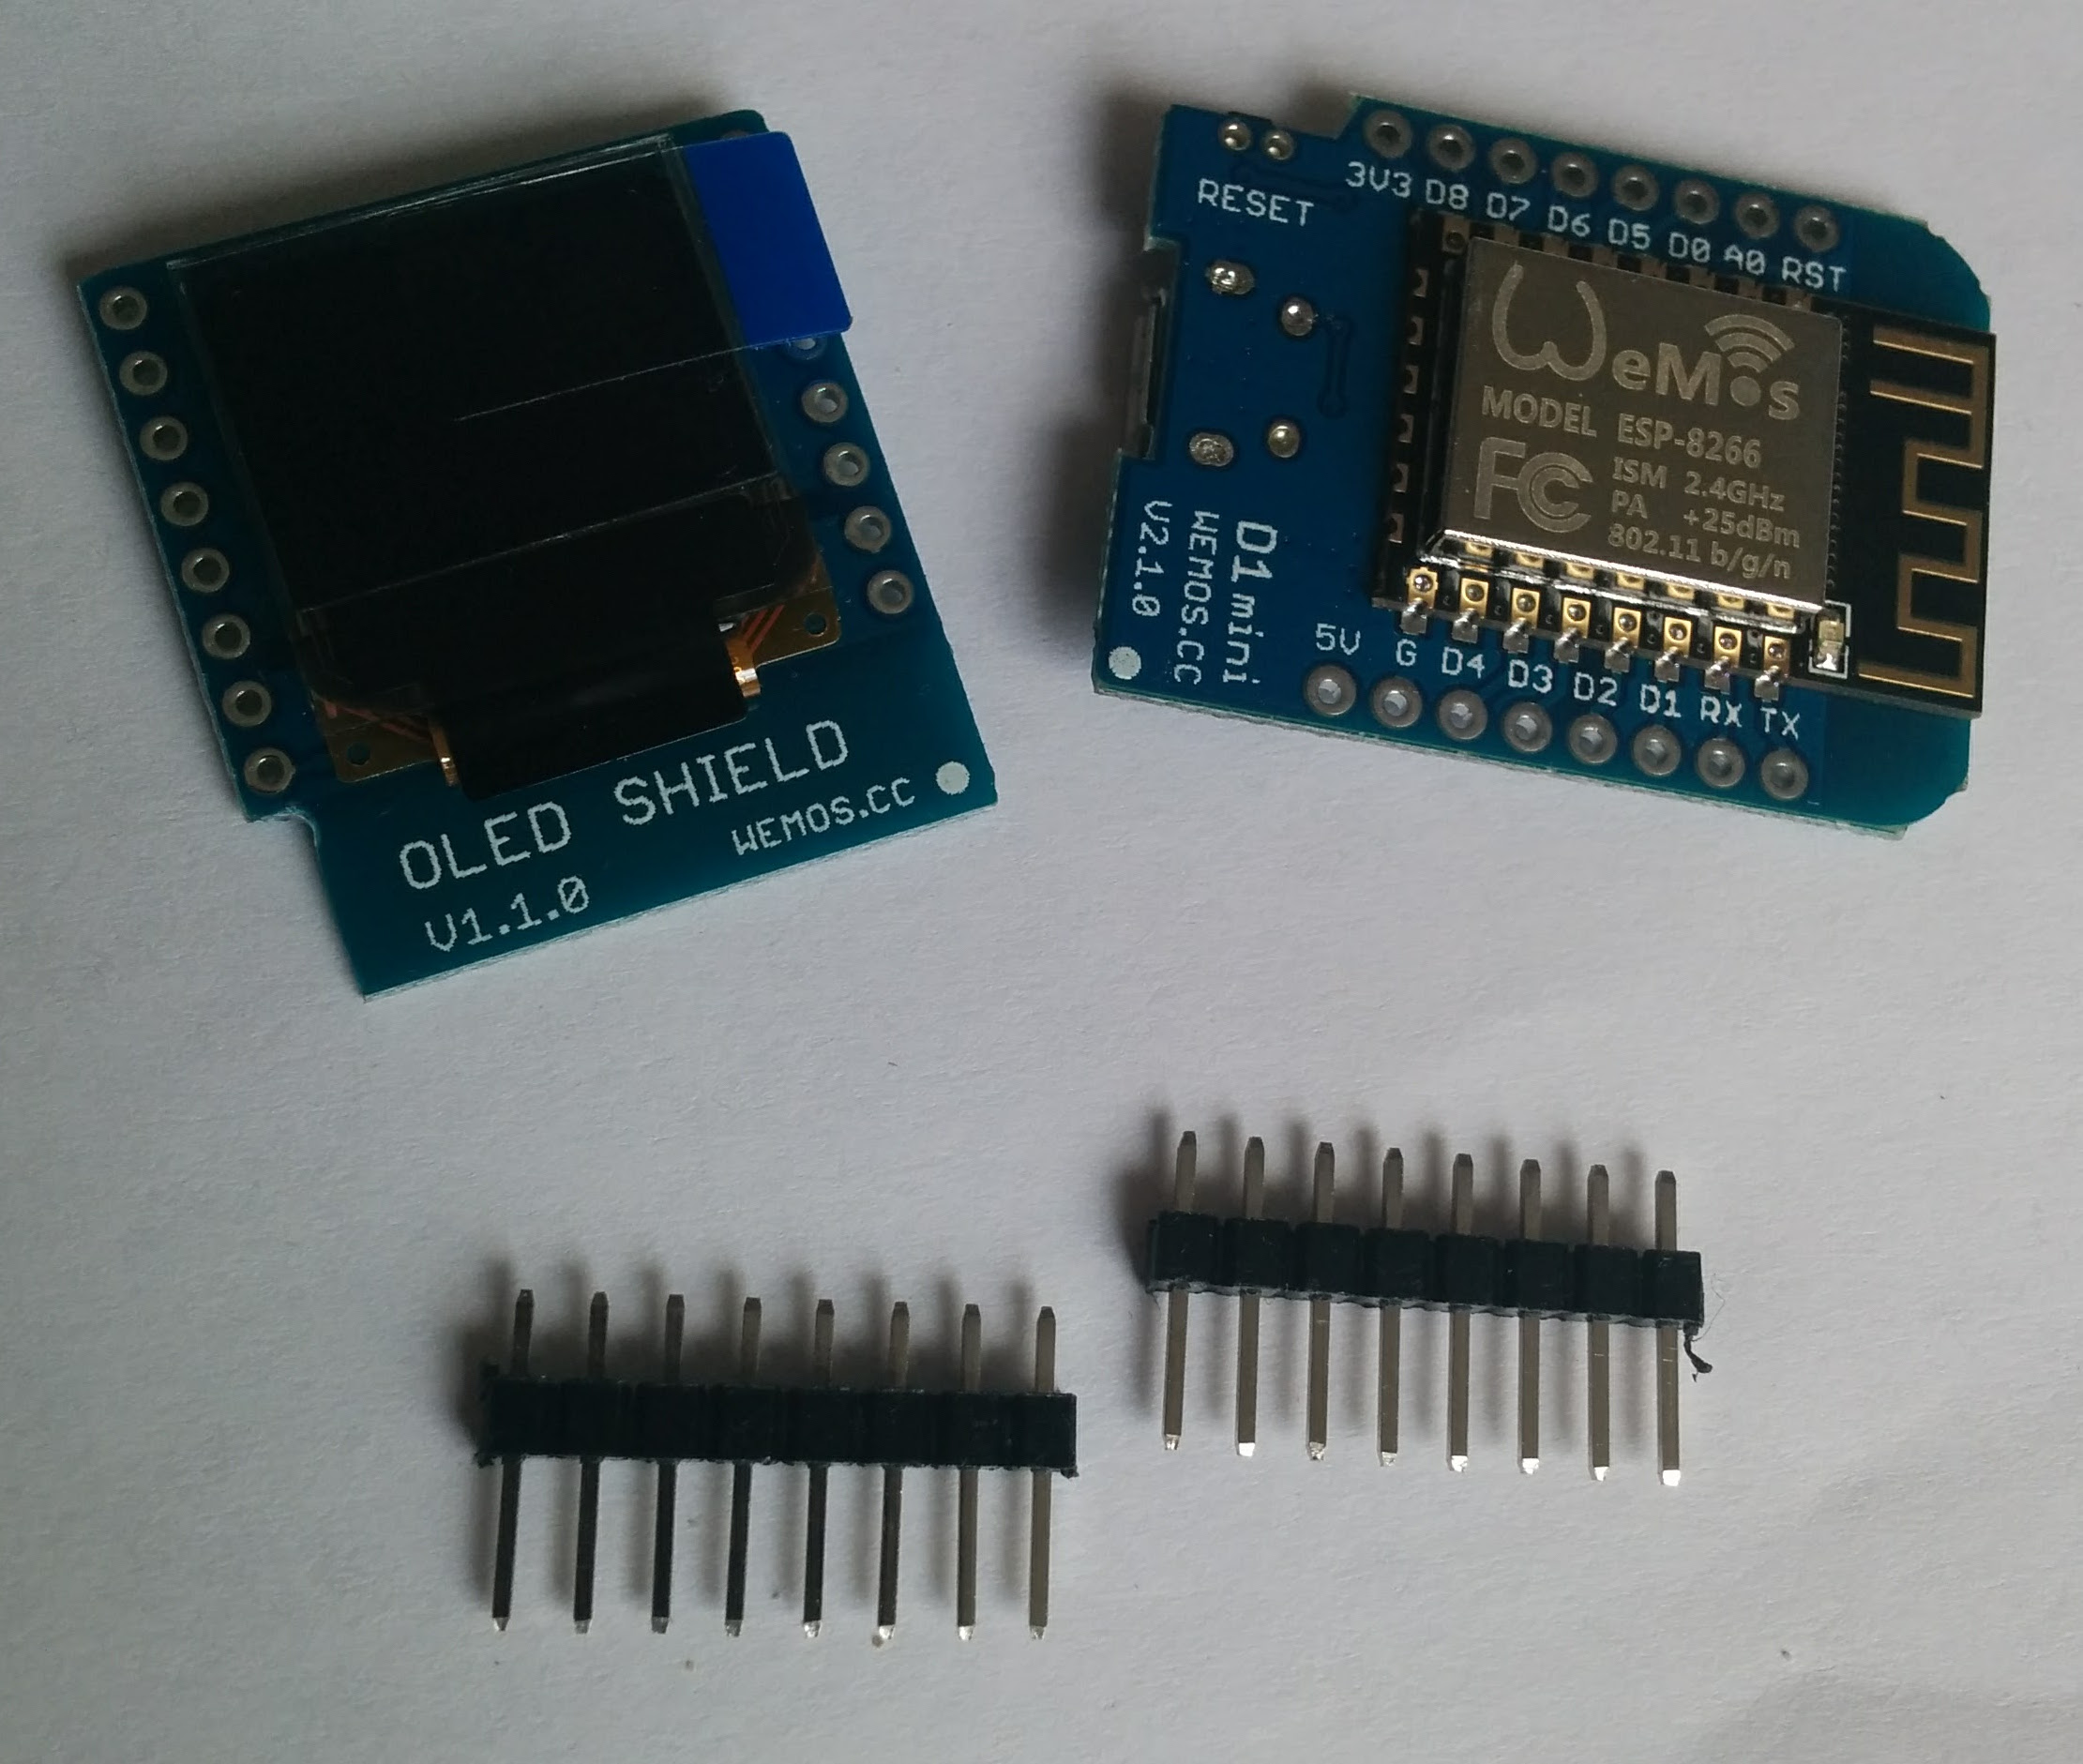 OLED SHIELD
WEMOS.CC
V1.1.0
RESET
3V3 D8 D7 D6 D5 D0 A0 RST
WeMos
MODEL ESP-8266
FC
ISM 2.4GHz
PA +25dBm
802.11 b/g/n
D1 mini
WEMOS.CC
V2.1.0
5V G D4 D3 D2 D1 RX TX